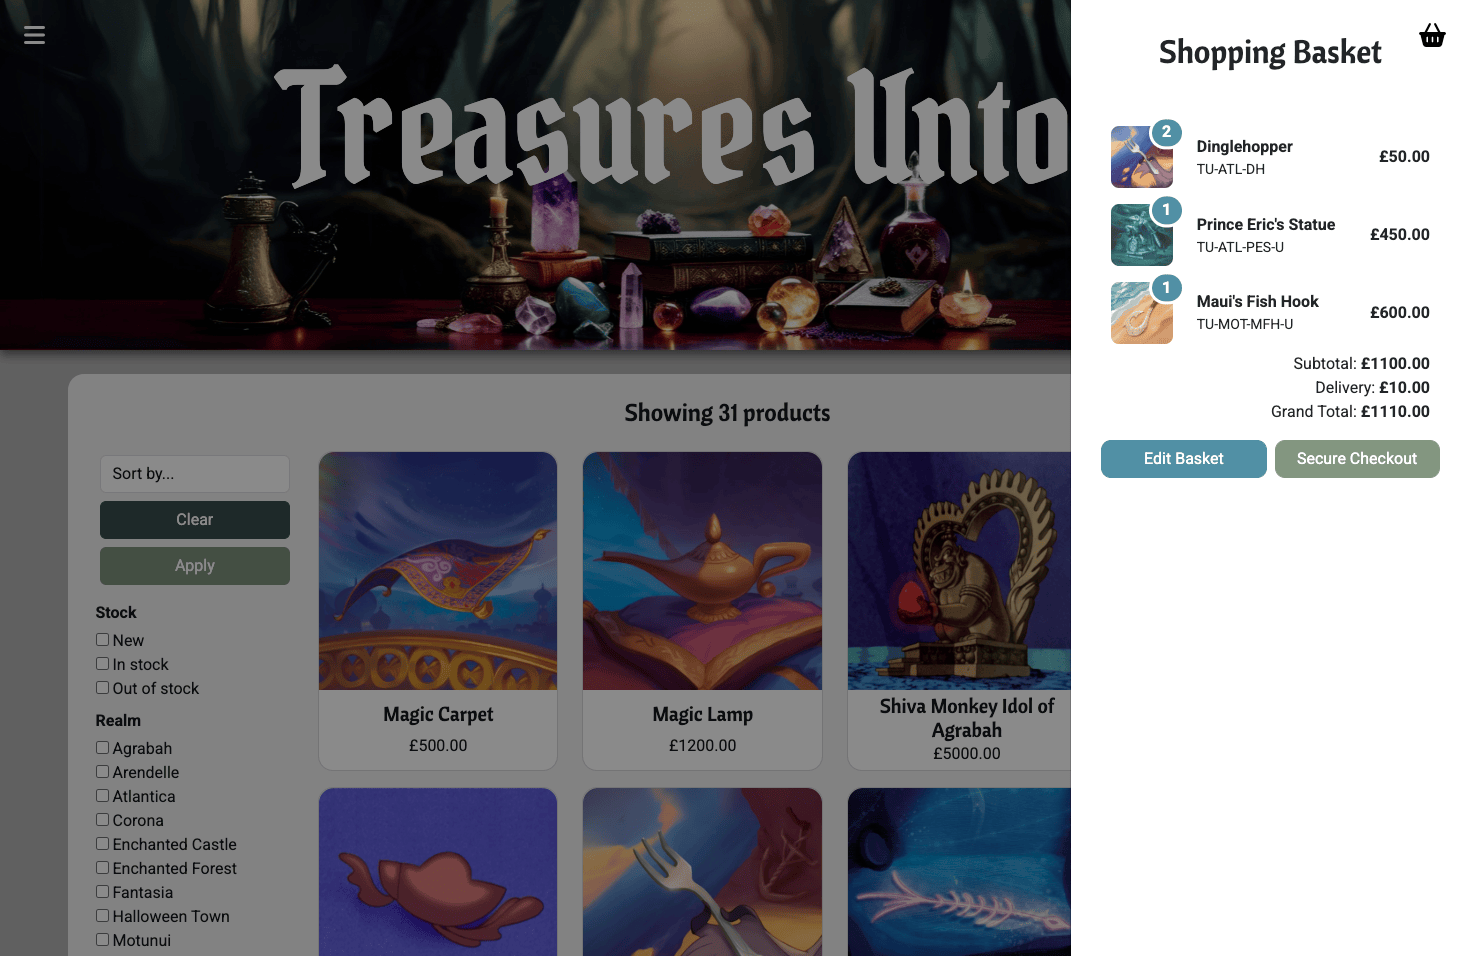 Treasures Unto
Showing 31 products
Sort by...
Clear
Apply
Stock
New
In stock
Out of stock
Realm
Agrabah
Arendelle
Atlantica
Corona
Enchanted Castle
Enchanted Forest
Fantasia
Halloween Town
Motunui
Magic Carpet
£500.00
Magic Lamp
£1200.00
Shiva Monkey Idol of
Agrabah
£5000.00
Shopping Basket
2
Dinglehopper
TU-ATL-DH
£50.00
1
Prince Eric's Statue
TU-ATL-PES-U
£450.00
1
Maui's Fish Hook
TU-MOT-MFH-U
£600.00
Subtotal: £1100.00
Delivery: £10.00
Grand Total: £1110.00
Edit Basket
Secure Checkout